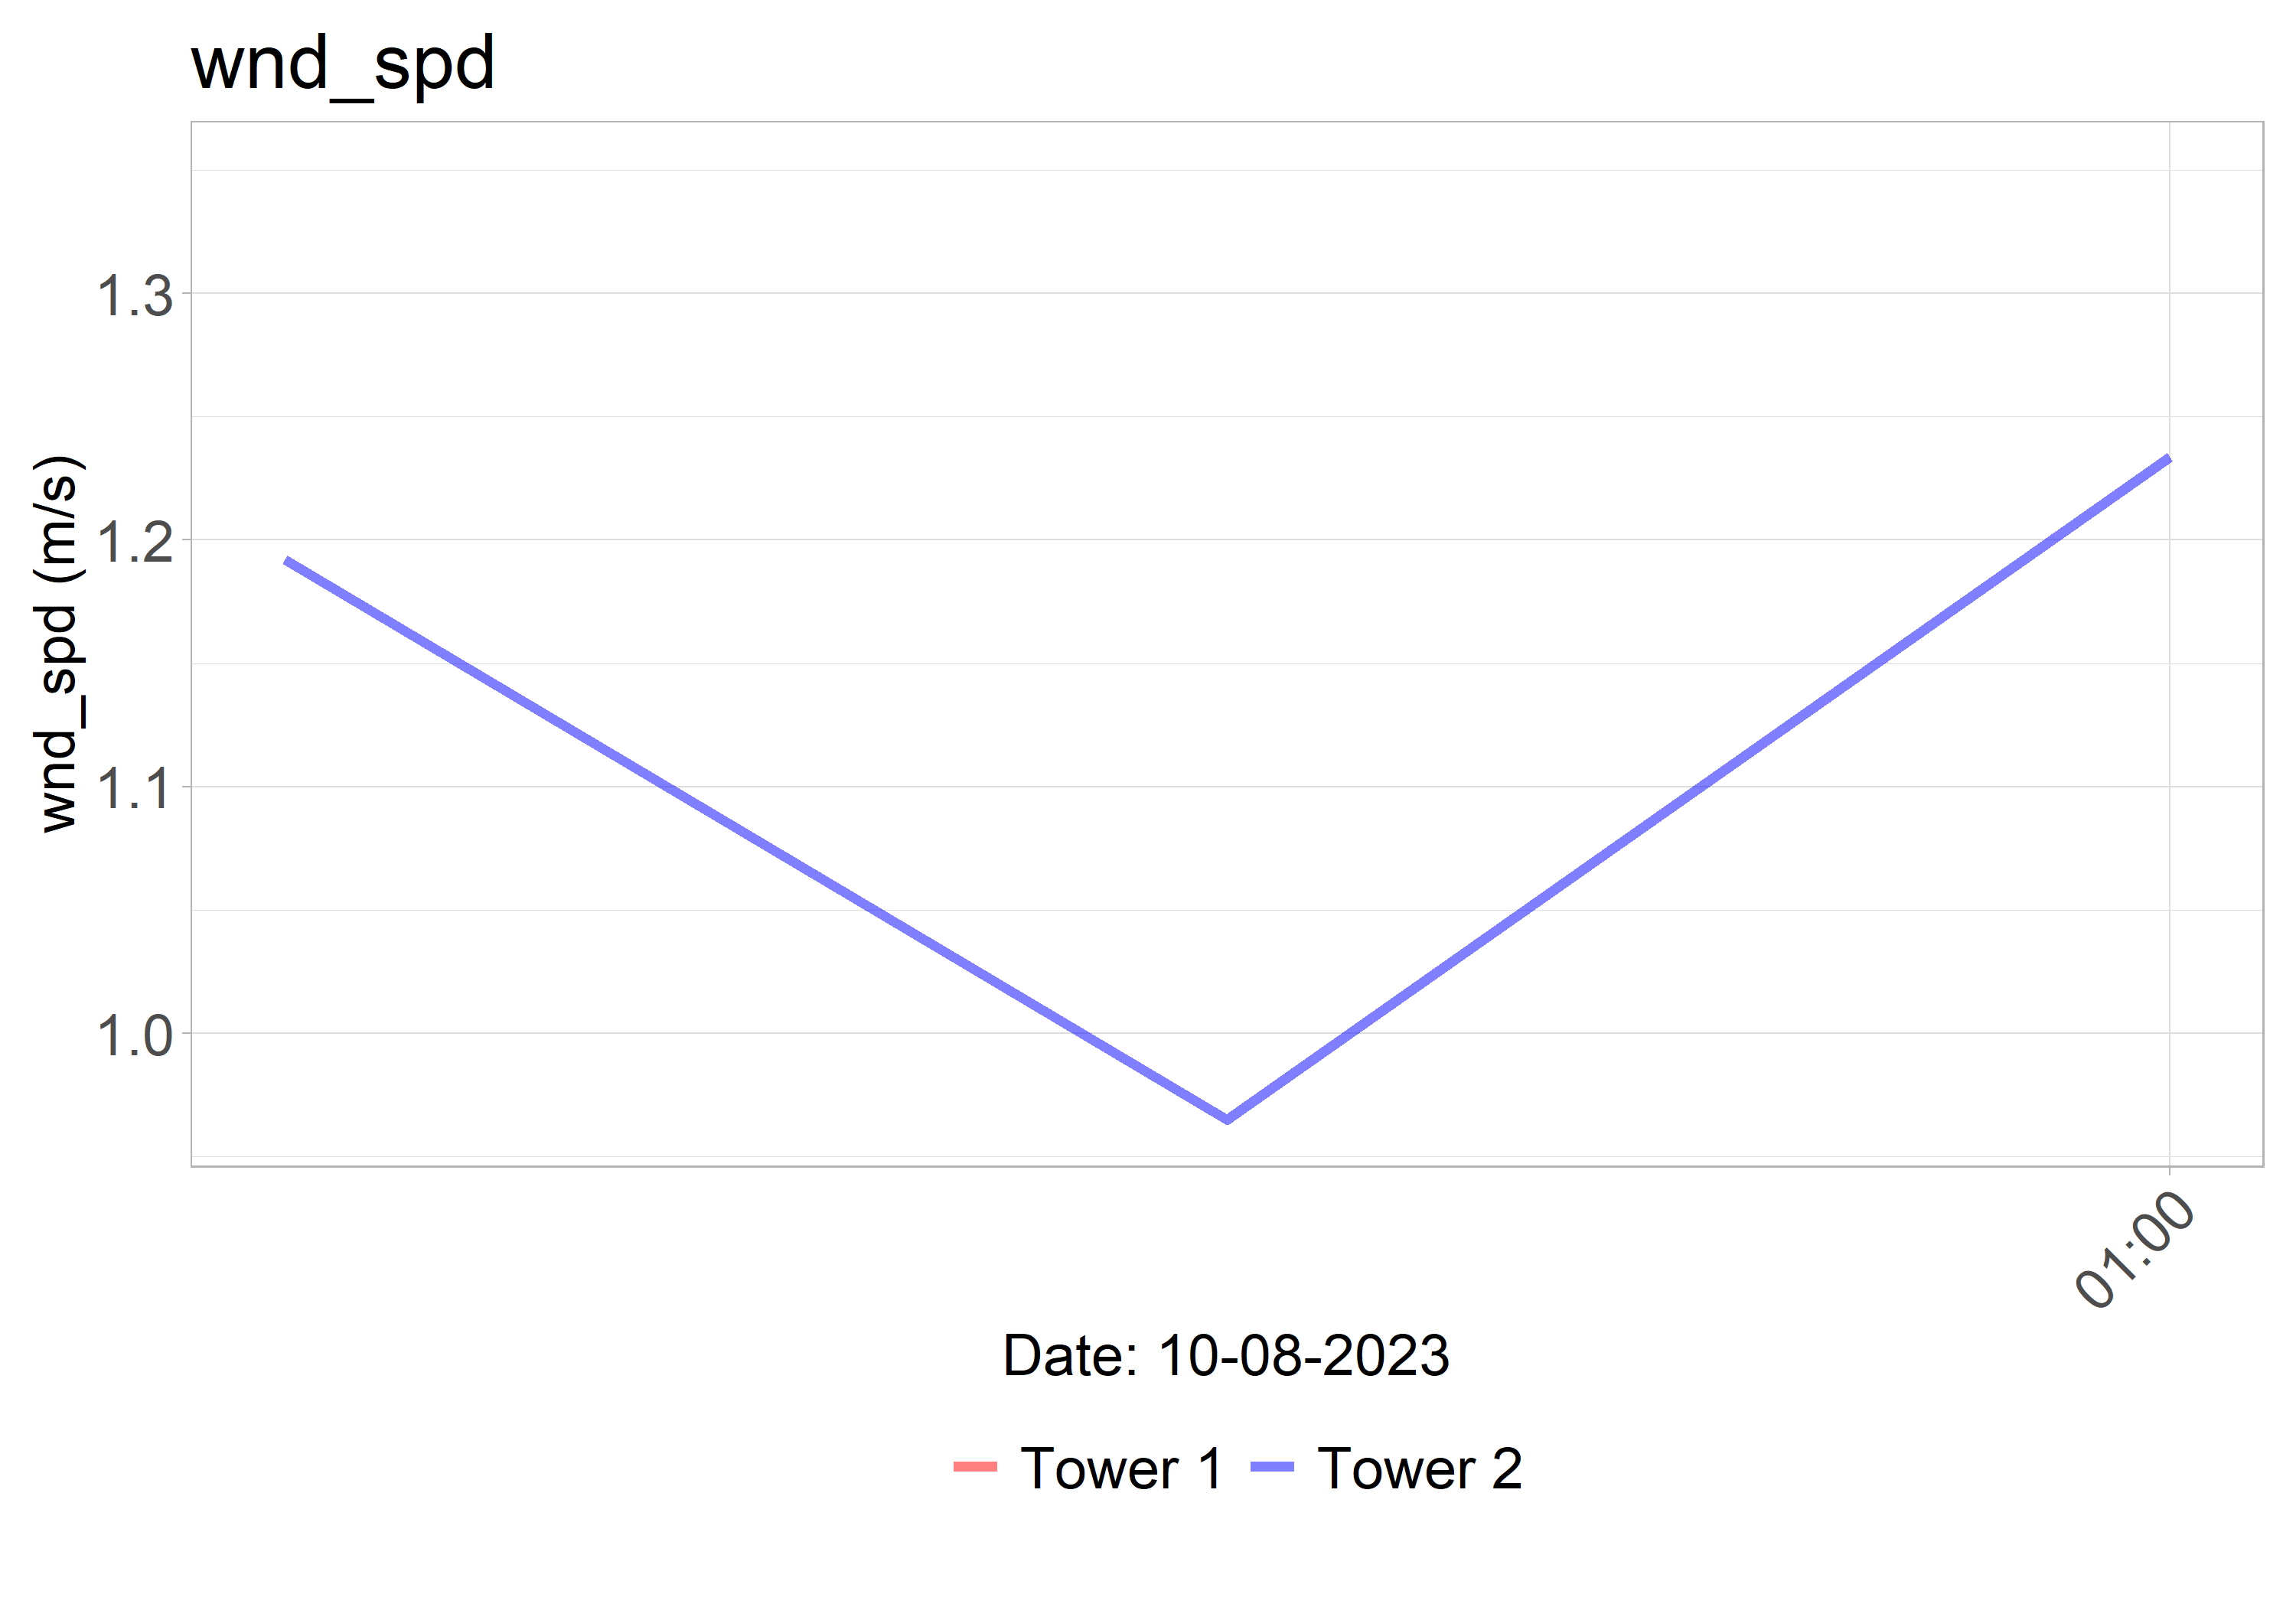 wnd_spd
wnd_spd (m/s)
1.3
1.2
1.1
1.0
01:00
Date: 10-08-2023
Tower 1 Tower 2